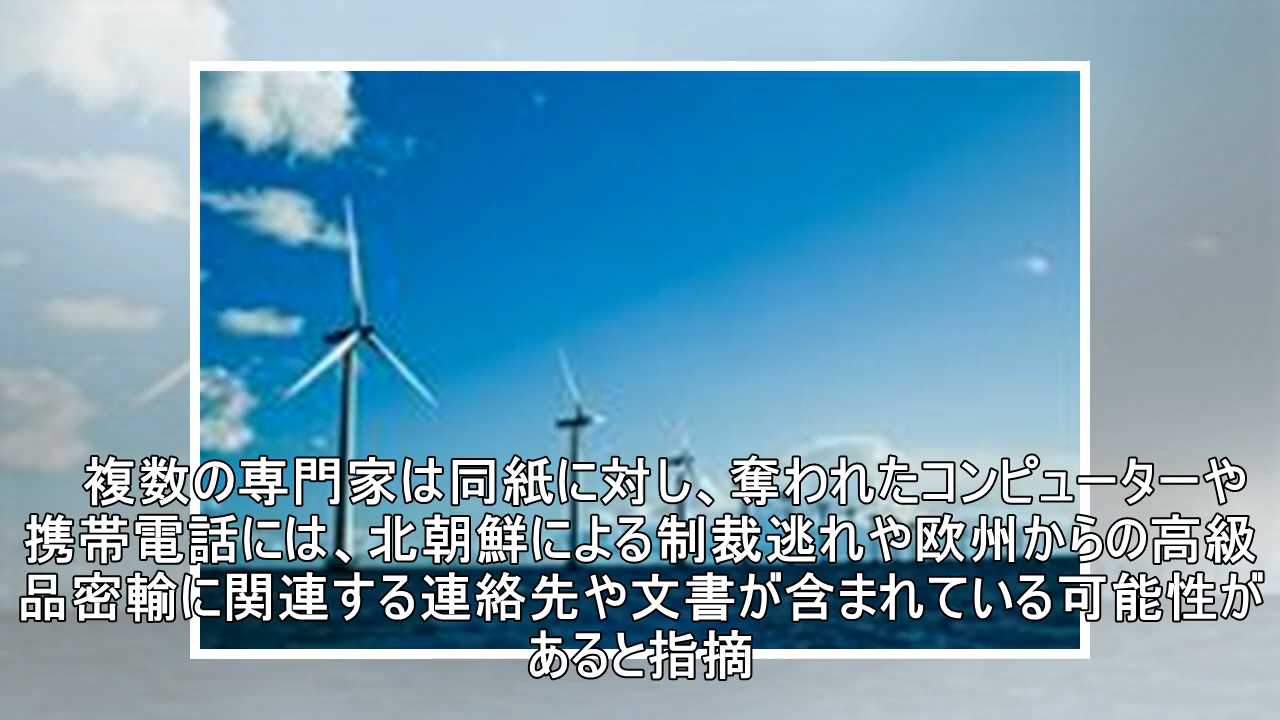 複数の専門家は同紙に対し、奪われたコンピューターや
携帯電話には、北朝鮮による制裁逃れや欧州からの高級
品密輸に関連する連絡先や文書が含まれている可能性が
あると指摘